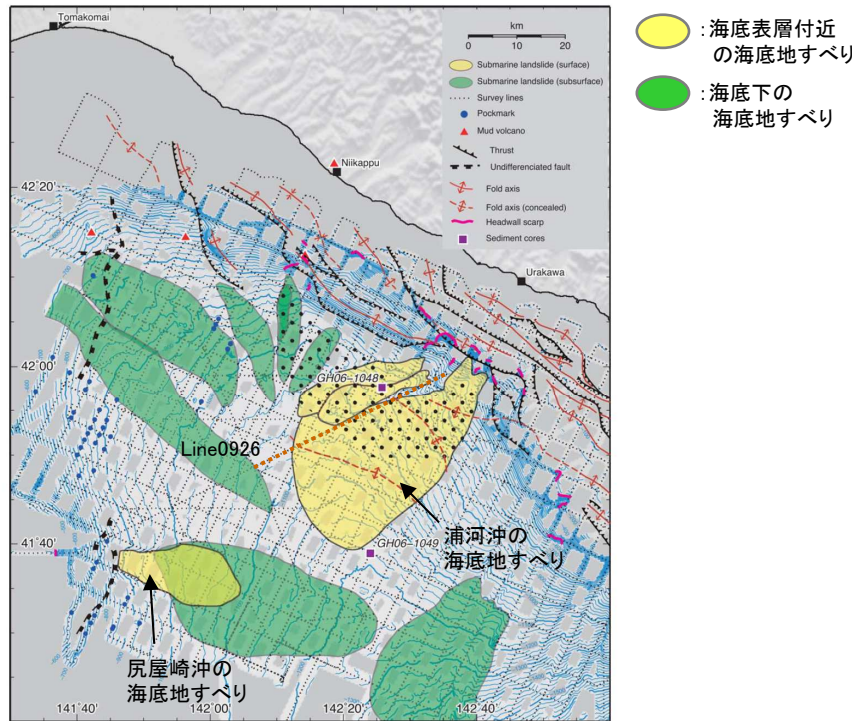 Tomakomai
km
0 10 20
Submarine landslide (surface)
Submarine landslide (subsurface)
Survey lines
Pockmark
Mud volcano
Thrust
Undifferenciated fault
Fold axis
Fold axis (concealed)
Headwall scarp
Sediment cores
:海底表層付近
の海底地すべり
:海底下の
海底地すべり
Niikappu
42˚20'
Urakawa
42˚00'
GH06-1048
Line0926
浦河沖の
海底地すべり
41˚40'
GH06-1049
尻屋崎沖の
海底地すべり
141˚40' 142˚00' 142˚20' 142˚40'